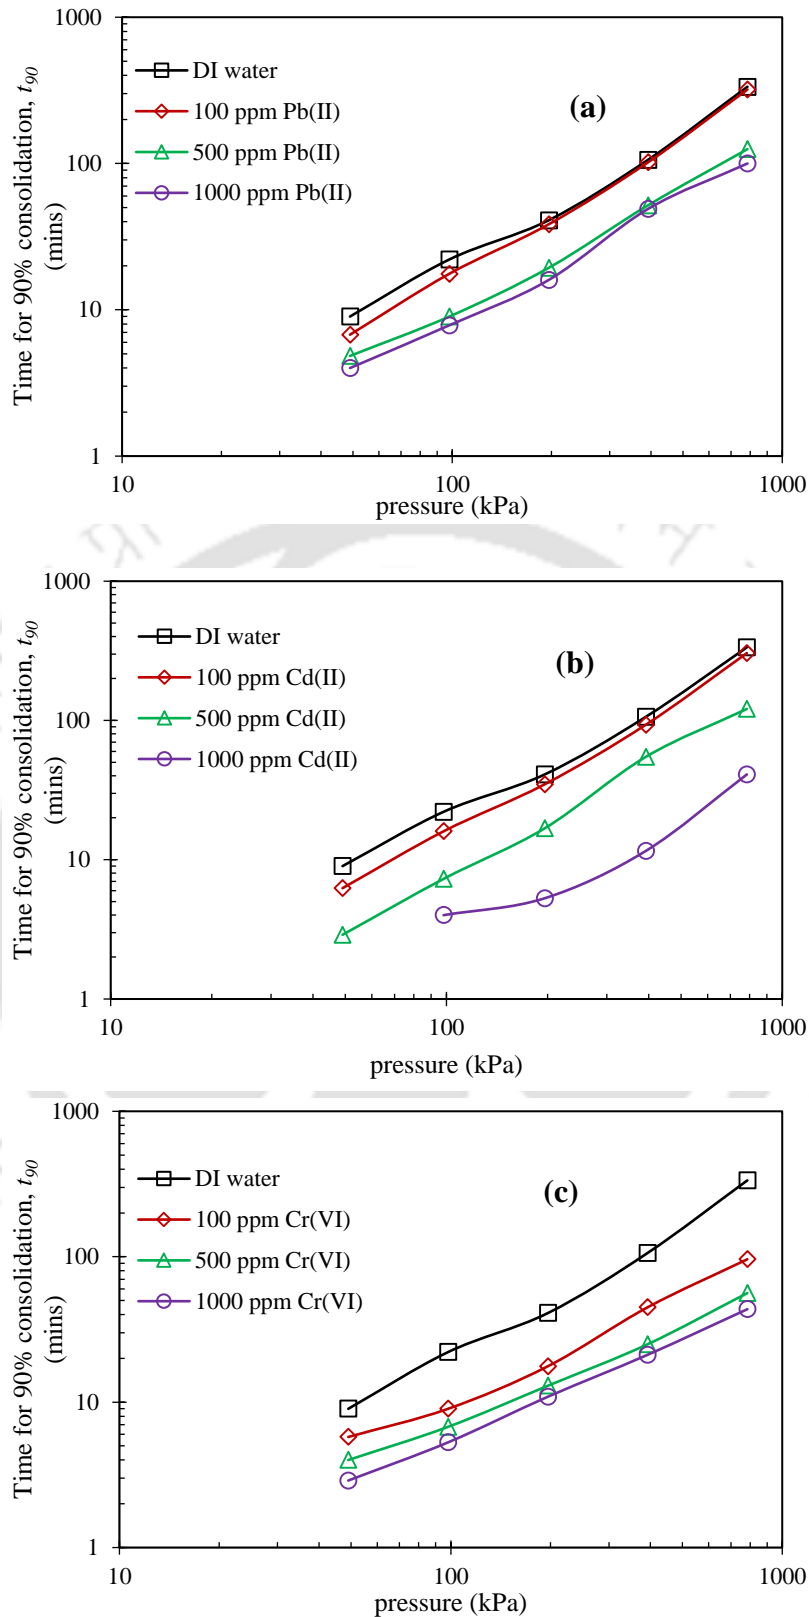 1000
DI water
100 ppm Pb(II)
500 ppm Pb(II)
1000 ppm Pb(II)
(a)
100
10
1
Time for 90% consolidation, t90
(mins)
10 100 1000
pressure (kPa)
1000
DI water
100 ppm Cd(II)
500 ppm Cd(II)
1000 ppm Cd(II)
(b)
100
10
1
Time for 90% consolidation, t90
(mins)
10 100 1000
pressure (kPa)
1000
DI water
100 ppm Cr(VI)
500 ppm Cr(VI)
1000 ppm Cr(VI)
(c)
100
10
1
Time for 90% consolidation, t90
(mins)
10 100 1000
pressure (kPa)